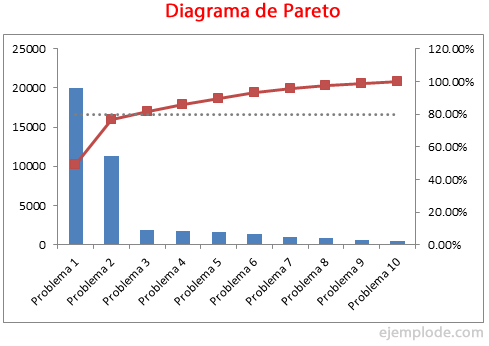 Diagrama de Pareto
25000
20000
15000
10000
5000
0
120.00%
100.00%
80.00%
60.00%
40.00%
20.00%
0.00%
Problema 1
Problema 2
Problema 3
Problema 4
Problema 5
Problema 6
Problema 7
Problema 8
Problema 9
Problema 10
ejemplode.com